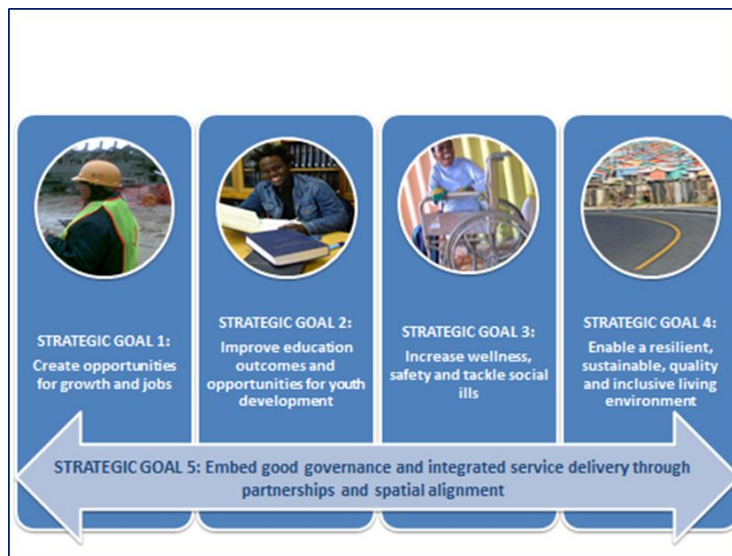 STRATEGIC GOAL 1:
Create opportunities
for growth and jobs
STRATEGIC GOAL 2:
Improve education
outcomes and
opportunities for youth
development
STRATEGIC GOAL 3:
Increase wellness,
safety and tackle social
ills
STRATEGIC GOAL 4:
Enable a resilient,
sustainable, quality
and inclusive living
environment
STRATEGIC GOAL 5: Embed good governance and integrated service delivery through
partnerships and spatial alignment